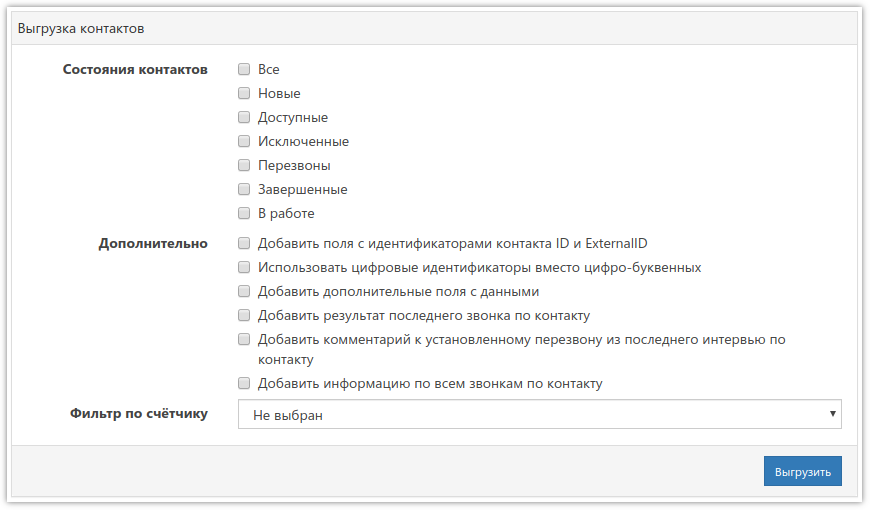 Выгрузка контактов
Состояния контактов
Все
Новые
Доступные
Исключенные
Перезвоны
Завершенные
В работе
Дополнительно
Добавить поля с идентификаторами контакта ID и ExternalID
Использовать цифровые идентификаторы вместо цифро-буквенных
Добавить дополнительные поля с данными
Добавить результат последнего звонка по контакту
Добавить комментарий к установленному перезвону из последнего интервью по
контакту
Добавить информацию по всем звонкам по контакту
Фильтр по счётчику
Не выбран
Выгрузить